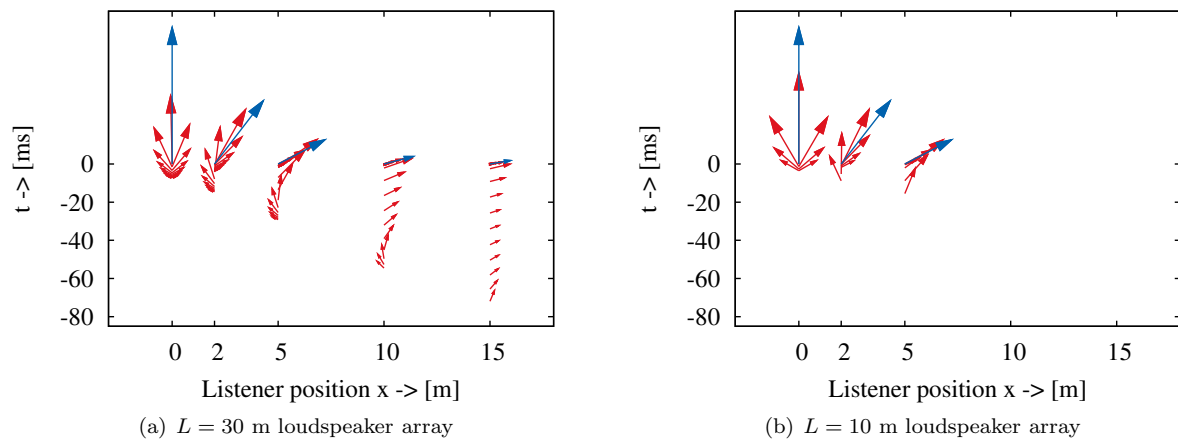 t -> [ms]
0
-20
-40
-60
-80
0 2 5 10 15
Listener position x -> [m]
(a) L = 30 m loudspeaker array
t -> [ms]
0
-20
-40
-60
-80
0 2 5 10 15
Listener position x -> [m]
(b) L = 10 m loudspeaker array